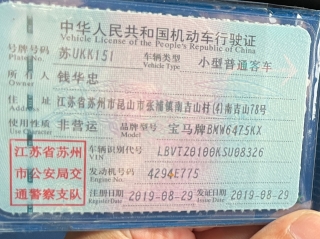 中华人民共和国机动车行驶证
Vehicle License of the People's Republic of China
号牌号码 Plate No. 苏UKK151 车辆类型 Vehicle Type 小型普通客车
所有人 Owner 钱华忠
住址 Address 江苏省苏州市昆山市张浦镇南吉山村(4)南吉山78号
使用性质 Use Character 非营运 品牌型号 Model 宝马牌BMW6475KX
江苏省苏州市公安局交通警察支队
车辆识别代号 VIN LBVTZ0100KSU08326
发动机号码 Engine No. 4294E775
注册日期 Register Date 2019-08-29 发证日期 Issue Date 2019-08-29